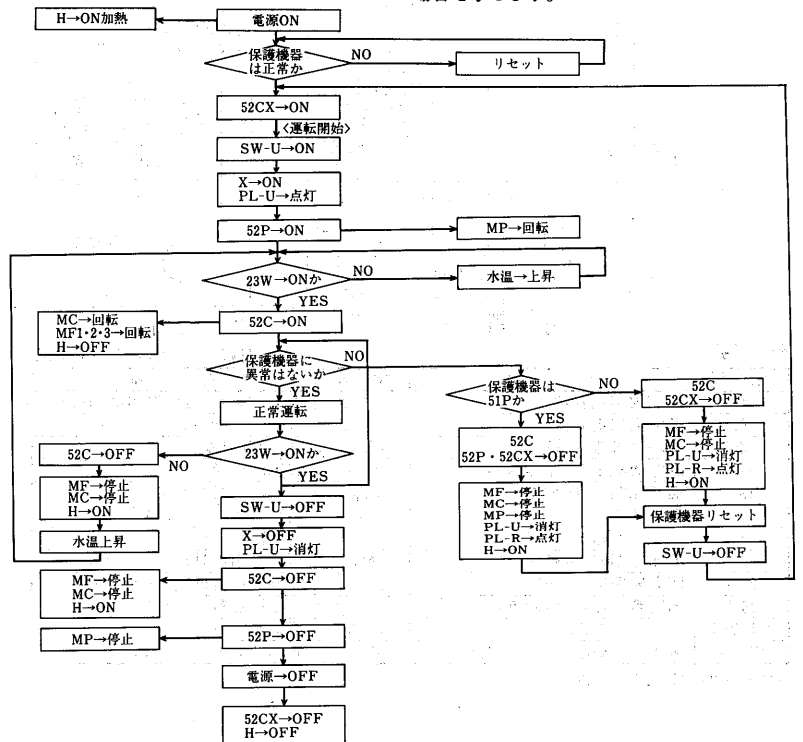 H→ON加熱
電源ON
保護機器
は正常か
NO
リセット
52CX→ON
〈運転開始〉
SW-U→ON
X→ON
PL-U→点灯
52P→ON
MP→回転
23W→ONか
NO
水温→上昇
YES
MC→回転
MF1・2・3→回転
H→OFF
52C→ON
保護機器に
異常はないか
NO
YES
正常運転
保護機器は
51Pか
NO
YES
52C
52CX→OFF
52C
52P・52CX→OFF
MF→停止
MC→停止
PL-U→消灯
PL-R→点灯
H→ON
MF→停止
MC→停止
MP→停止
PL-U→消灯
PL-R→点灯
H→ON
保護機器リセット
SW-U→OFF
52C→OFF
NO
23W→ONか
YES
MF→停止
MC→停止
H→ON
水温上昇
SW-U→OFF
X→OFF
PL-U→消灯
52C→OFF
MF→停止
MC→停止
H→ON
52P→OFF
MP→停止
電源→OFF
52CX→OFF
H→OFF